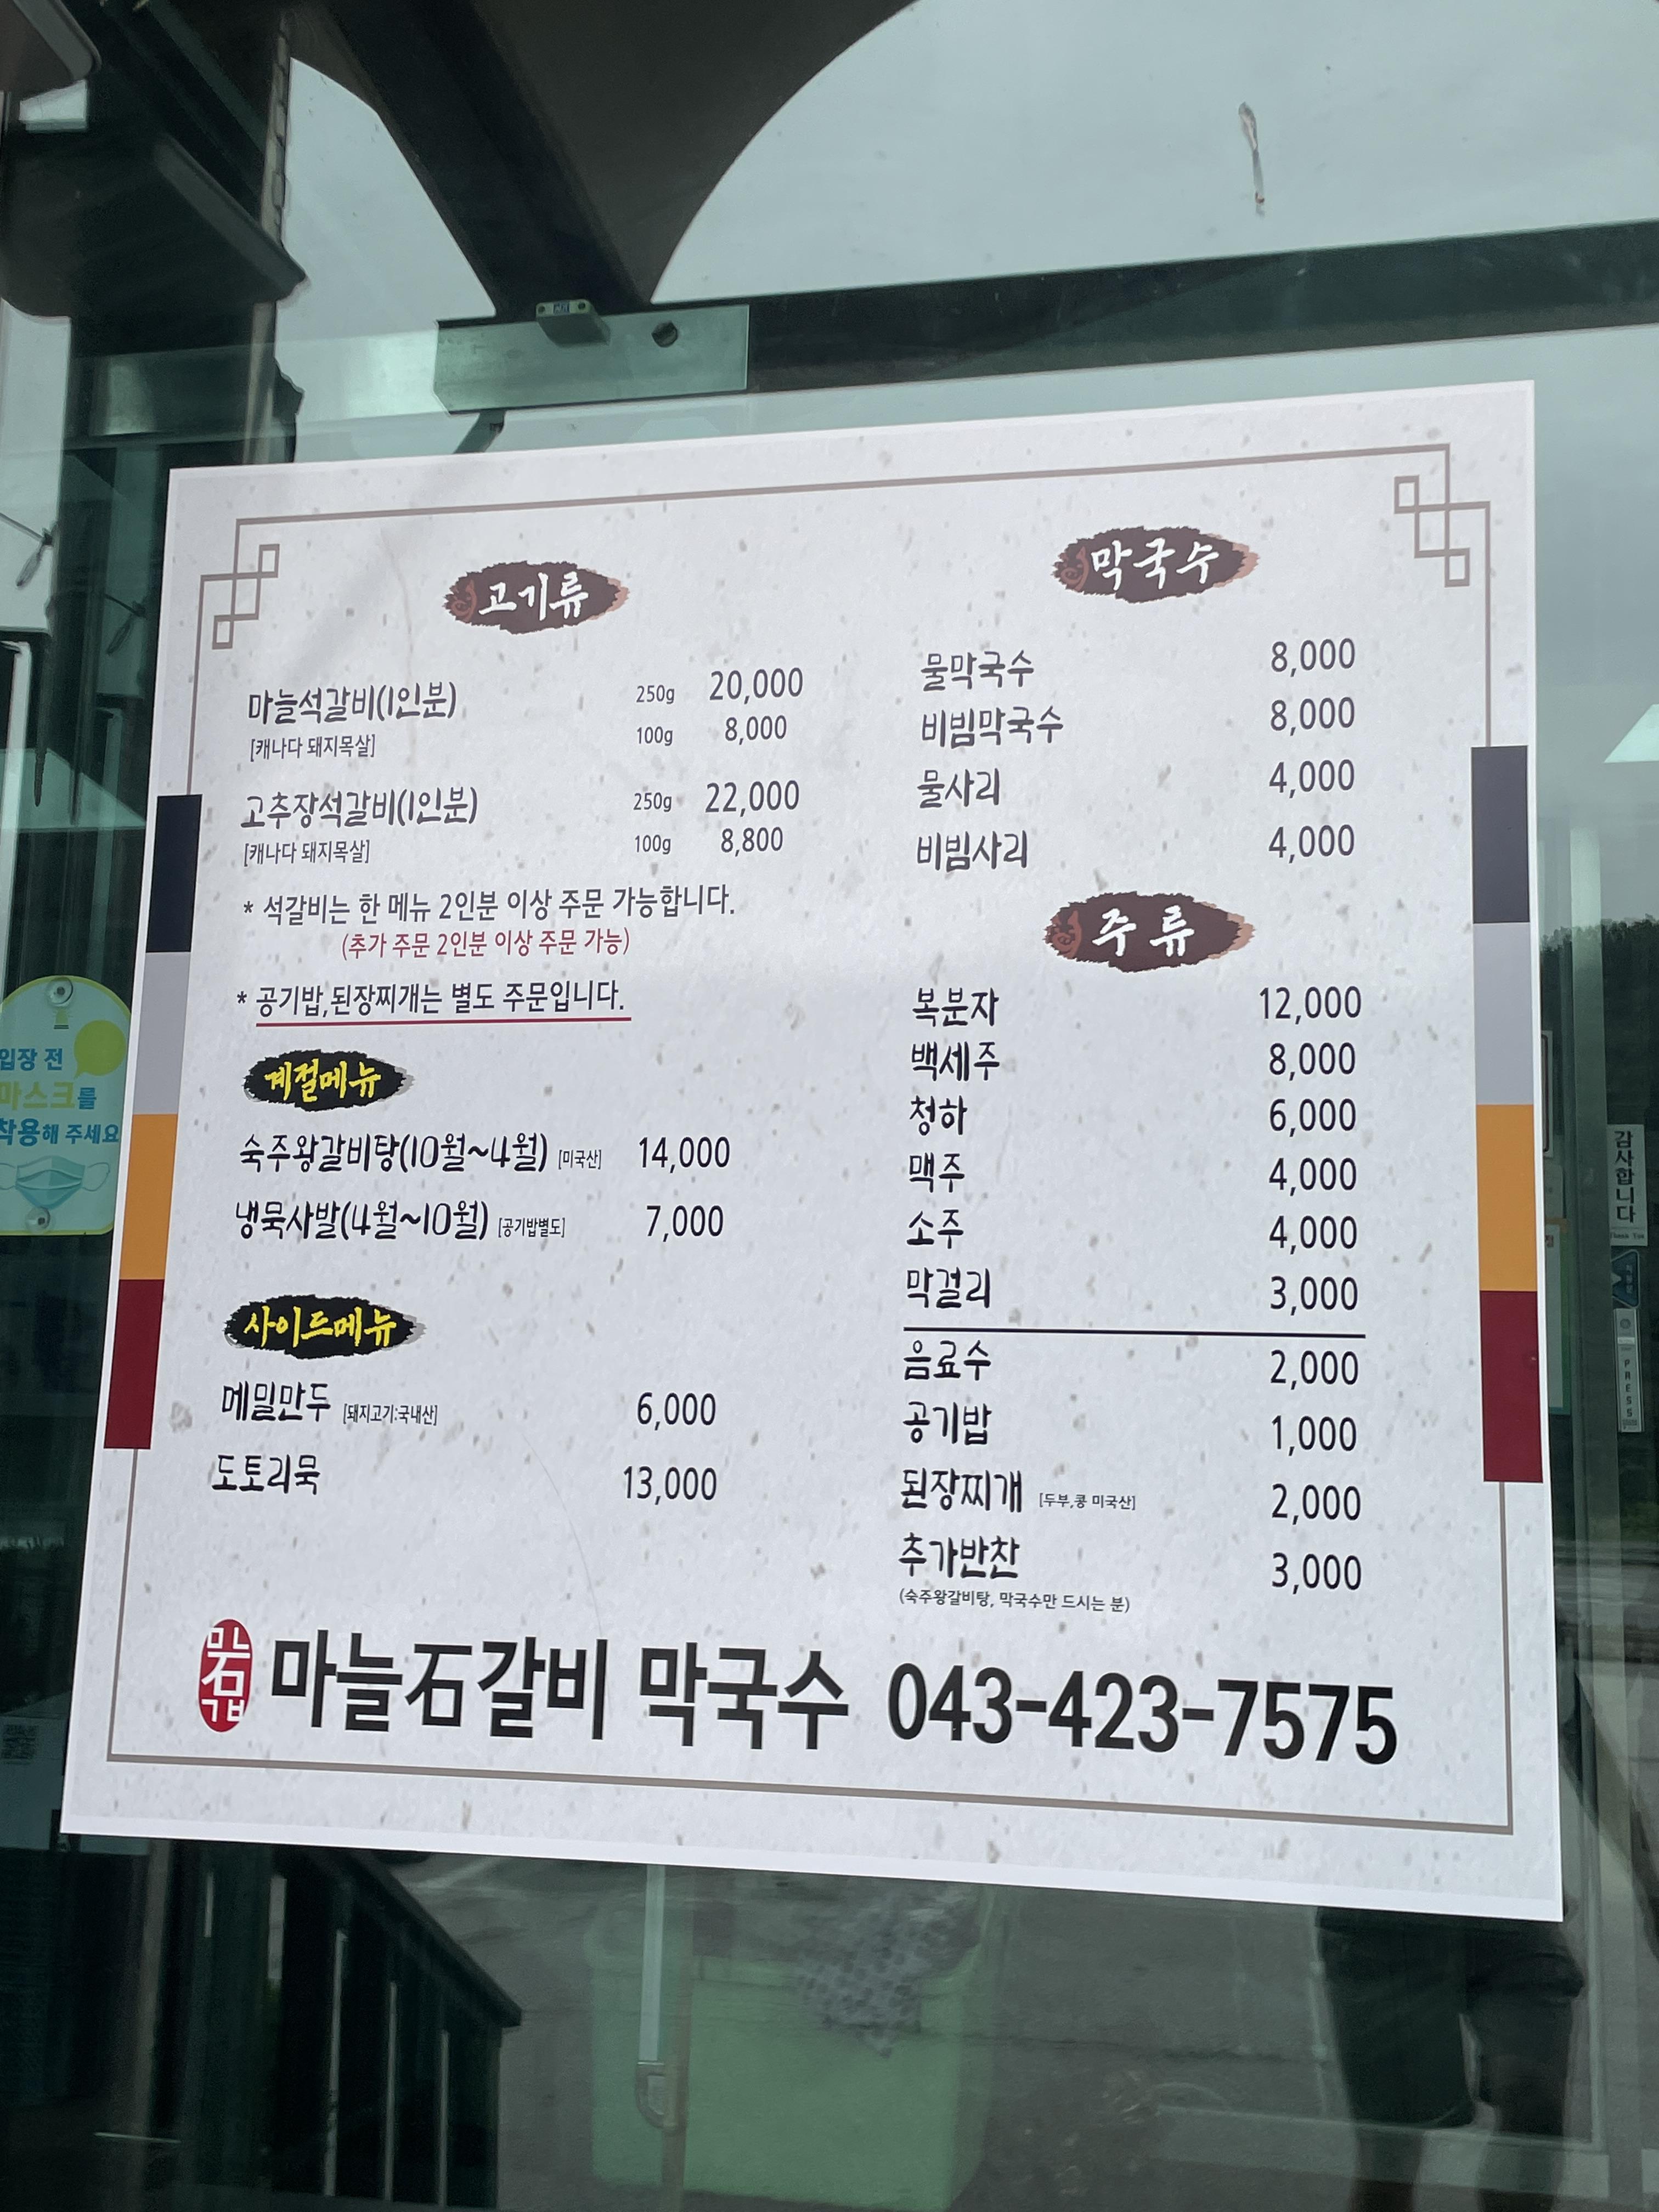 고기류
마늘석갈비(1인분) 250g 20,000
[캐나다 돼지목살] 100g 8,000
고추장석갈비(1인분) 250g 22,000
[캐나다 돼지목살] 100g 8,800
* 석갈비는 한 메뉴 2인분 이상 주문 가능합니다.
(추가 주문 2인분 이상 주문 가능)
* 공기밥,된장찌개는 별도 주문입니다.
계절메뉴
숙주왕갈비탕(10월~4월) [미국산] 14,000
냉묵사발(4월~10월) [공기밥별도] 7,000
사이드메뉴
메밀만두 [돼지고기:국내산] 6,000
도토리묵 13,000
막국수
물막국수 8,000
비빔막국수 8,000
물사리 4,000
비빔사리 4,000
주류
복분자 12,000
백세주 8,000
청하 6,000
맥주 4,000
소주 4,000
막걸리 3,000
음료수 2,000
공기밥 1,000
된장찌개 [두부,콩 미국산] 2,000
추가반찬 3,000
(숙주왕갈비탕, 막국수만 드시는 분)
마늘石갈비 막국수 043-423-7575
입장 전
마스크를
착용해 주세요
감사합니다
Thank You
PRESS